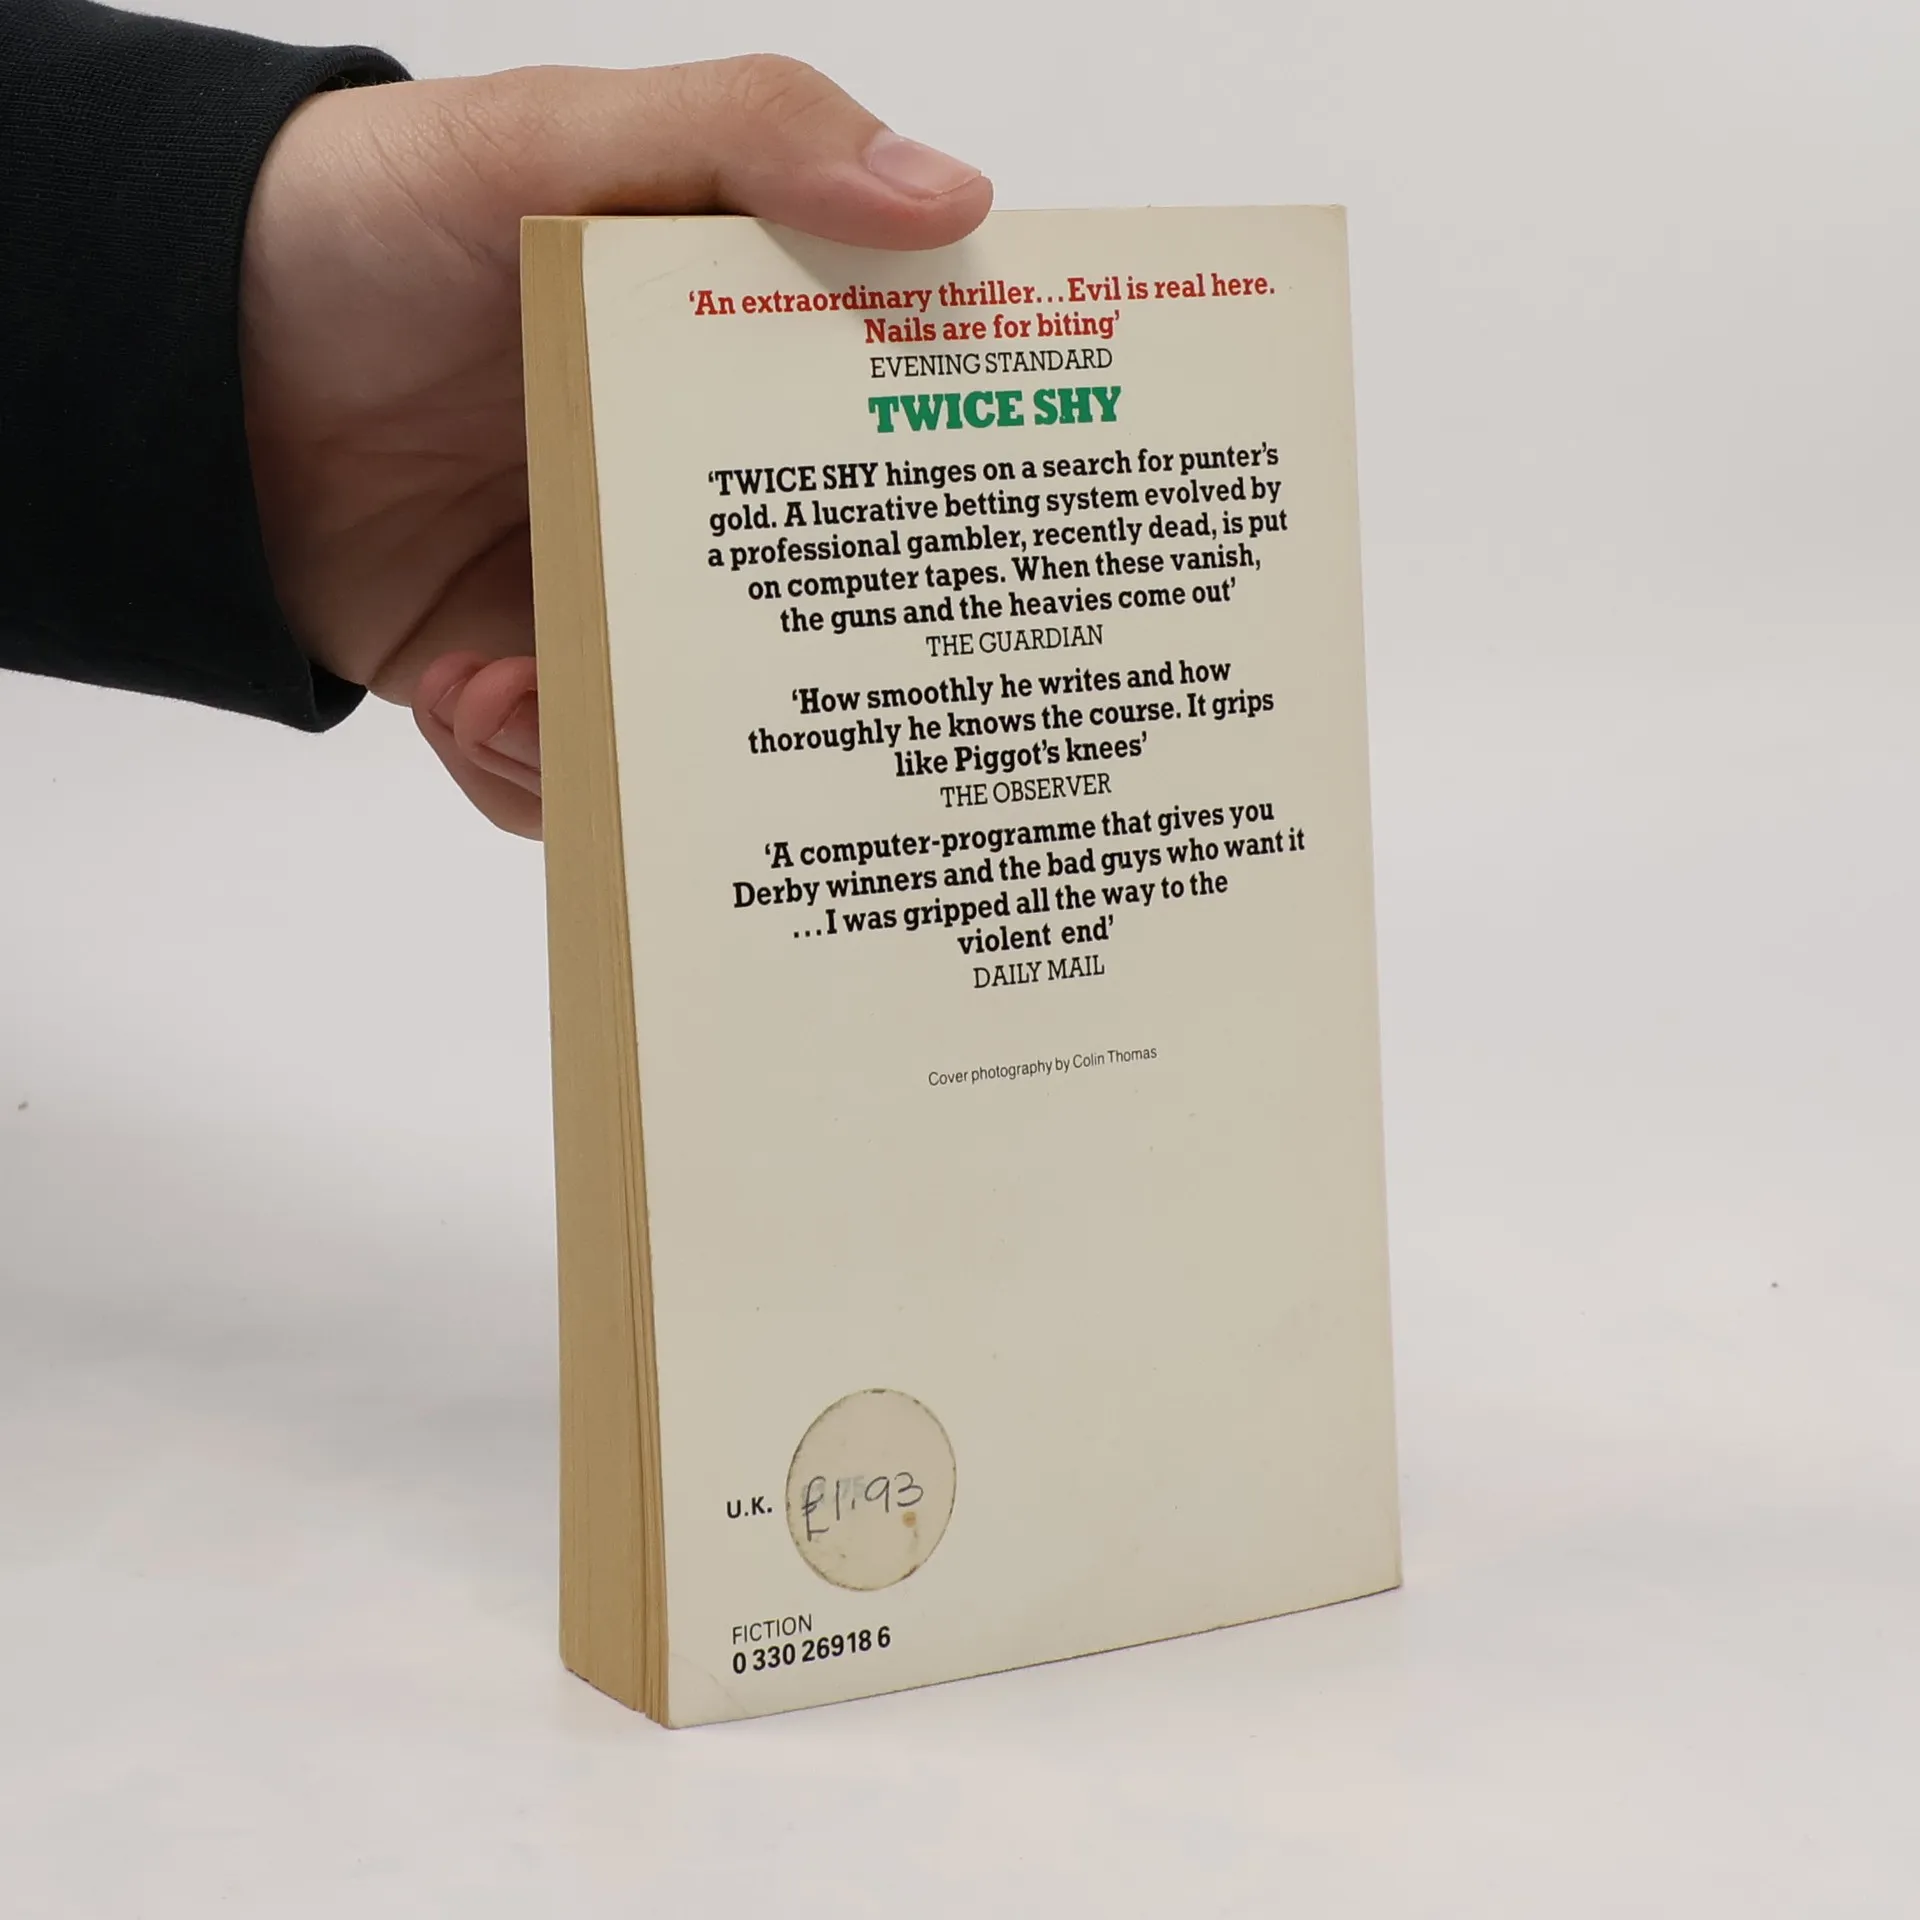 ‘An extraordinary thriller...Evil is real here.
Nails are for biting’
EVENING STANDARD
TWICE SHY
‘TWICE SHY hinges on a search for punter’s
gold. A lucrative betting system evolved by
a professional gambler, recently dead, is put
on computer tapes. When these vanish,
the guns and the heavies come out’
THE GUARDIAN
‘How smoothly he writes and how
thoroughly he knows the course. It grips
like Piggot’s knees’
THE OBSERVER
‘A computer-programme that gives you
Derby winners and the bad guys who want it
...I was gripped all the way to the
violent end’
DAILY MAIL
Cover photography by Colin Thomas
U.K. £1.93
FICTION
0 330 26918 6